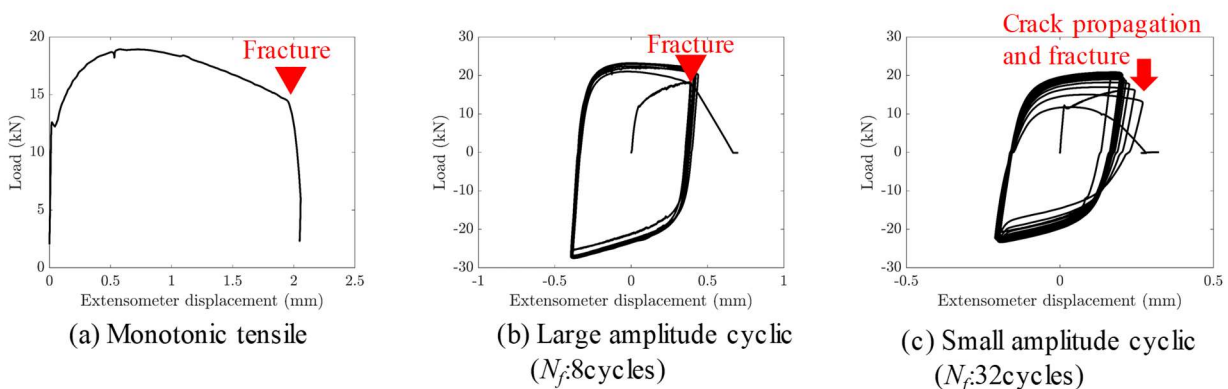 20
15
10
5
0
Load (kN)
Fracture
0
0.5
1
1.5
2
2.5
Extensometer displacement (mm)
(a) Monotonic tensile
30
20
10
0
-10
-20
-30
Load (kN)
Fracture
-1
-0.5
0
0.5
1
Extensometer displacement (mm)
(b) Large amplitude cyclic
(Nf:8cycles)
30
20
10
0
-10
-20
-30
Load (kN)
Crack propagation
and fracture
-0.5
0
0.5
Extensometer displacement (mm)
(c) Small amplitude cyclic
(Nf:32cycles)